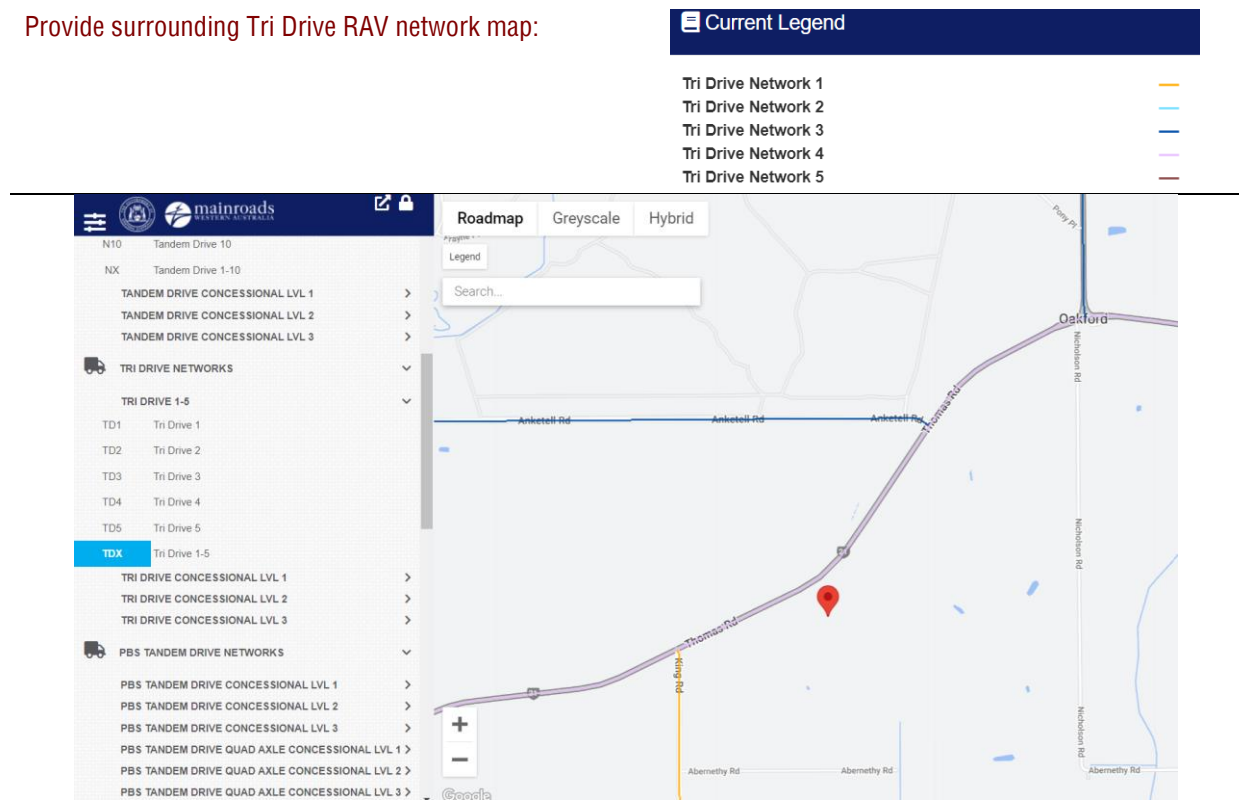 Provide surrounding Tri Drive RAV network map:
Current Legend
Tri Drive Network 1
Tri Drive Network 2
Tri Drive Network 3
Tri Drive Network 4
Tri Drive Network 5
mainroads
WESTERN AUSTRALIA
N10 Tandem Drive 10
NX Tandem Drive 1-10
TANDEM DRIVE CONCESSIONAL LVL 1
TANDEM DRIVE CONCESSIONAL LVL 2
TANDEM DRIVE CONCESSIONAL LVL 3
TRI DRIVE NETWORKS
TRI DRIVE 1-5
TD1 Tri Drive 1
TD2 Tri Drive 2
TD3 Tri Drive 3
TD4 Tri Drive 4
TD5 Tri Drive 5
TDX Tri Drive 1-5
TRI DRIVE CONCESSIONAL LVL 1
TRI DRIVE CONCESSIONAL LVL 2
TRI DRIVE CONCESSIONAL LVL 3
PBS TANDEM DRIVE NETWORKS
PBS TANDEM DRIVE CONCESSIONAL LVL 1
PBS TANDEM DRIVE CONCESSIONAL LVL 2
PBS TANDEM DRIVE CONCESSIONAL LVL 3
PBS TANDEM DRIVE QUAD AXLE CONCESSIONAL LVL 1
PBS TANDEM DRIVE QUAD AXLE CONCESSIONAL LVL 2
PBS TANDEM DRIVE QUAD AXLE CONCESSIONAL LVL 3
Roadmap Greyscale Hybrid
Legend
Search...
Pony Pl
Oakford
Nicholson Rd
Thomas Rd
Anketell Rd Anketell Rd Anketell Rd
Nicholson Rd
Thomas Rd
King Rd
Nicholson Rd
Abernethy Rd Abernethy Rd Abernethy Rd
Google